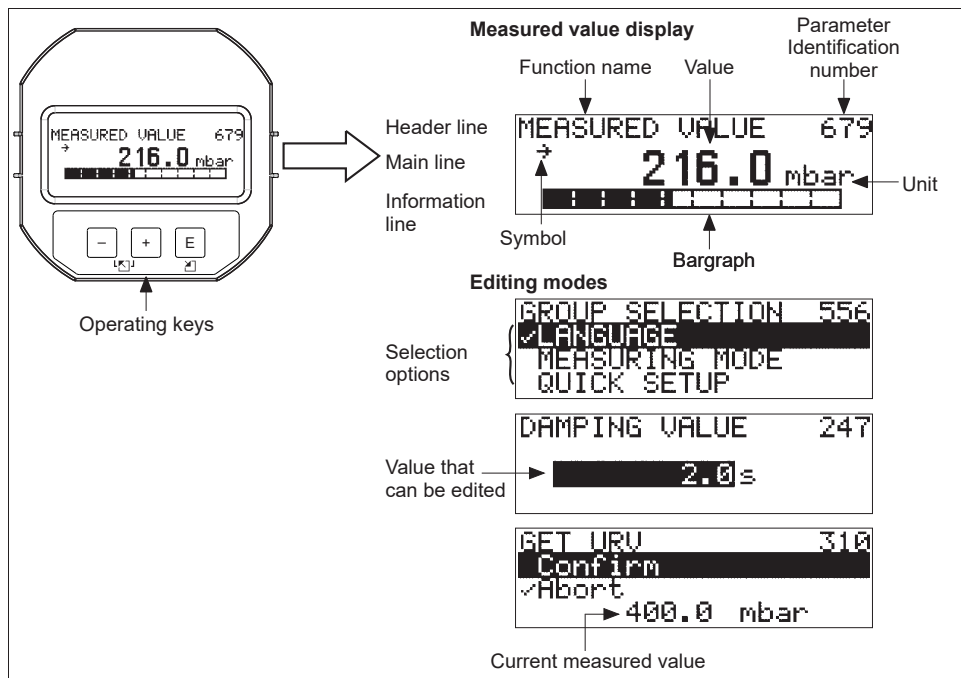 MEASURED VALUE 679
216.0 mbar
– + E
Operating keys
Measured value display
Function name
Value
Parameter
Identification
number
Header line
Main line
Information
line
MEASURED VALUE 679
216.0 mbar
Unit
Symbol
Bargraph
Editing modes
Selection
options
GROUP SELECTION 556
✓LANGUAGE
MEASURING MODE
QUICK SETUP
DAMPING VALUE 247
Value that
can be edited
2.0 s
GET URV 310
Confirm
✓Abort
400.0 mbar
Current measured value